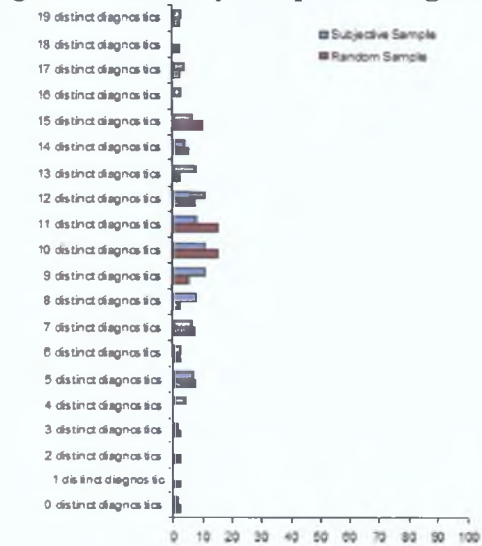 19 distinct diagnostics
Subjective Sample
Random Sample
18 distinct diagnostics
17 distinct diagnostics
16 distinct diagnostics
15 distinct diagnostics
14 distinct diagnostics
13 distinct diagnostics
12 distinct diagnostics
11 distinct diagnostics
10 distinct diagnostics
9 distinct diagnostics
8 distinct diagnostics
7 distinct diagnostics
6 distinct diagnostics
5 distinct diagnostics
4 distinct diagnostics
3 distinct diagnostics
2 distinct diagnostics
1 distinct diagnostic
0 distinct diagnostics
0 10 20 30 40 50 60 70 80 90 100